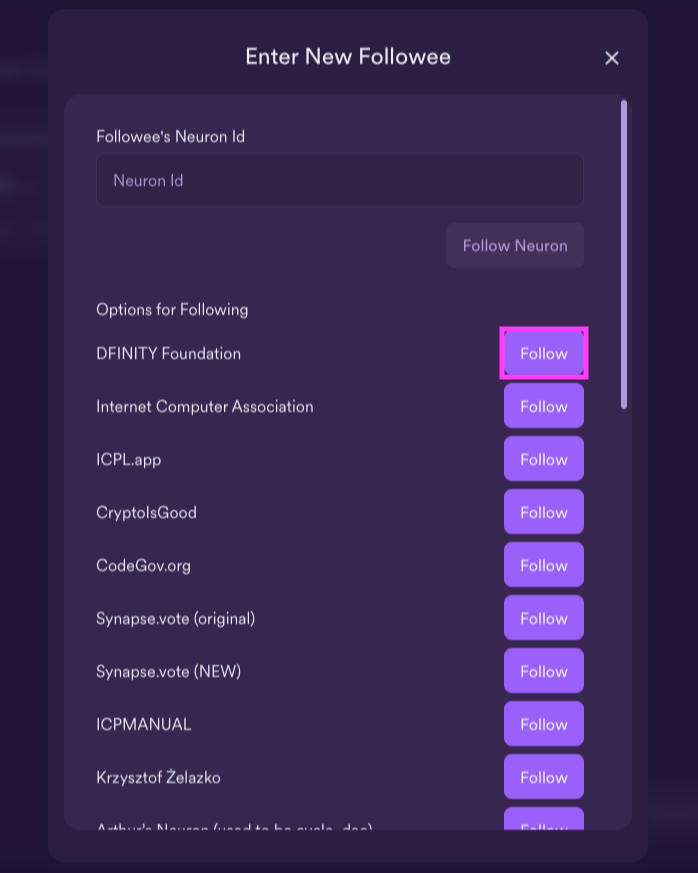 Enter New Followee
Followee's Neuron Id
Neuron Id
Follow Neuron
Options for Following
DFINITY Foundation Follow
Internet Computer Association Follow
ICPL.app Follow
CryptoIsGood Follow
CodeGov.org Follow
Synapse.vote (original) Follow
Synapse.vote (NEW) Follow
ICPMANUAL Follow
Krzysztof Żelazko Follow
Arthur's Neuron (used to be cycle_dao) Follow